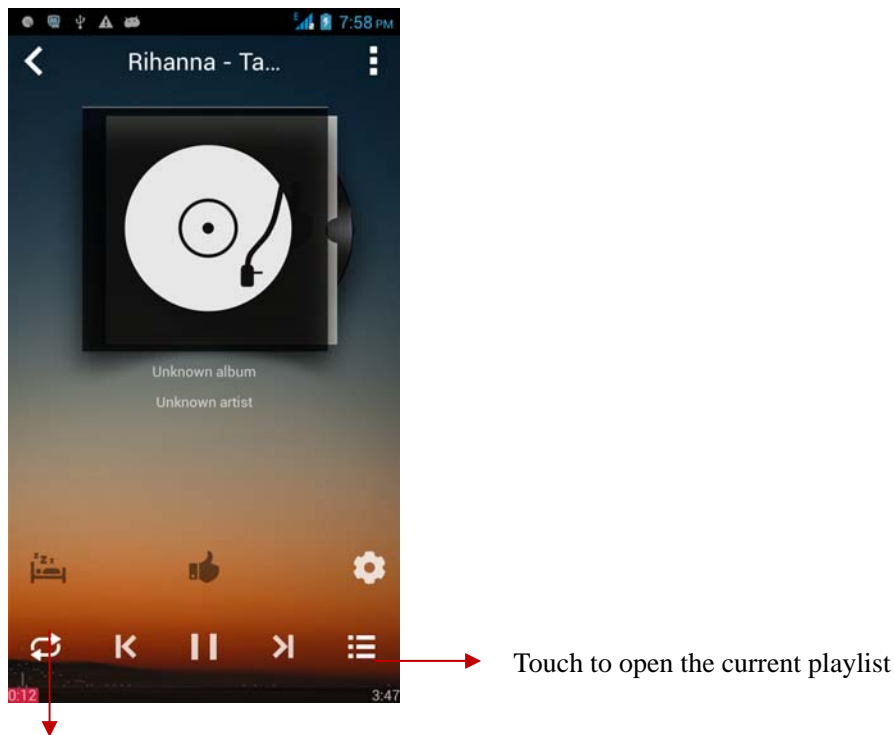 7:58 PM
Rihanna - Ta...
Unknown album
Unknown artist
Touch to open the current playlist
0:12
3:47